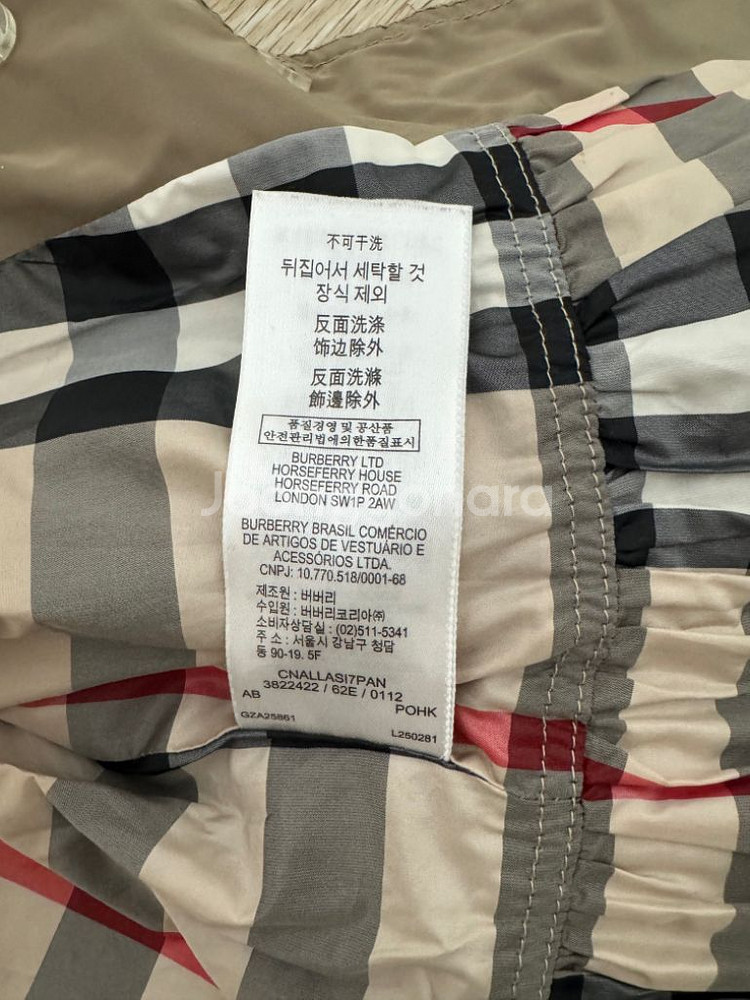 不可干洗
뒤집어서 세탁할 것
장식 제외
反面洗涤
饰边除外
反面洗滌
飾邊除外
품질경영 및 공산품
안전관리법에의한품질표시
BURBERRY LTD
HORSEFERRY HOUSE
HORSEFERRY ROAD
LONDON SW1P 2AW
BURBERRY BRASIL COMÉRCIO
DE ARTIGOS DE VESTUÁRIO E
ACESSÓRIOS LTDA.
CNPJ: 10.770.518/0001-68
제조원 : 버버리
수입원 : 버버리코리아㈜
소비자상담실 : (02)511-5341
주 소 : 서울시 강남구 청담
동 90-19. 5F
CNALLASI7PAN
3822422 / 62E / 0112
AB POHK
GZA25861 L250281